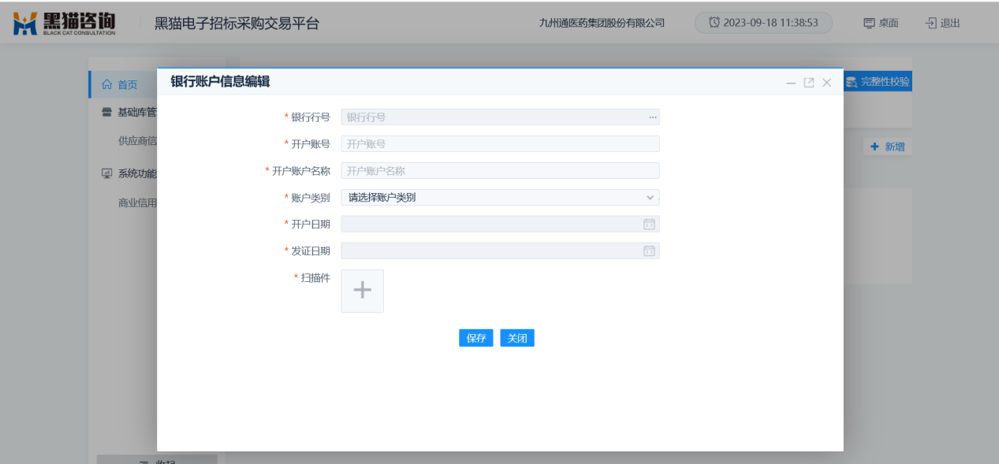 黑猫咨询
BLACK CAT CONSULTATION
黑猫电子招标采购交易平台
九州通医药集团股份有限公司
2023-09-18 11:38:53
桌面
退出
首页
基础库管
供应商信
系统功能
商业信用
完整性校验
新增
银行账户信息编辑
* 银行行号 银行行号 ...
* 开户账号 开户账号
* 开户账户名称 开户账户名称
* 账户类别 请选择账户类别
* 开户日期
* 发证日期
* 扫描件
保存 关闭